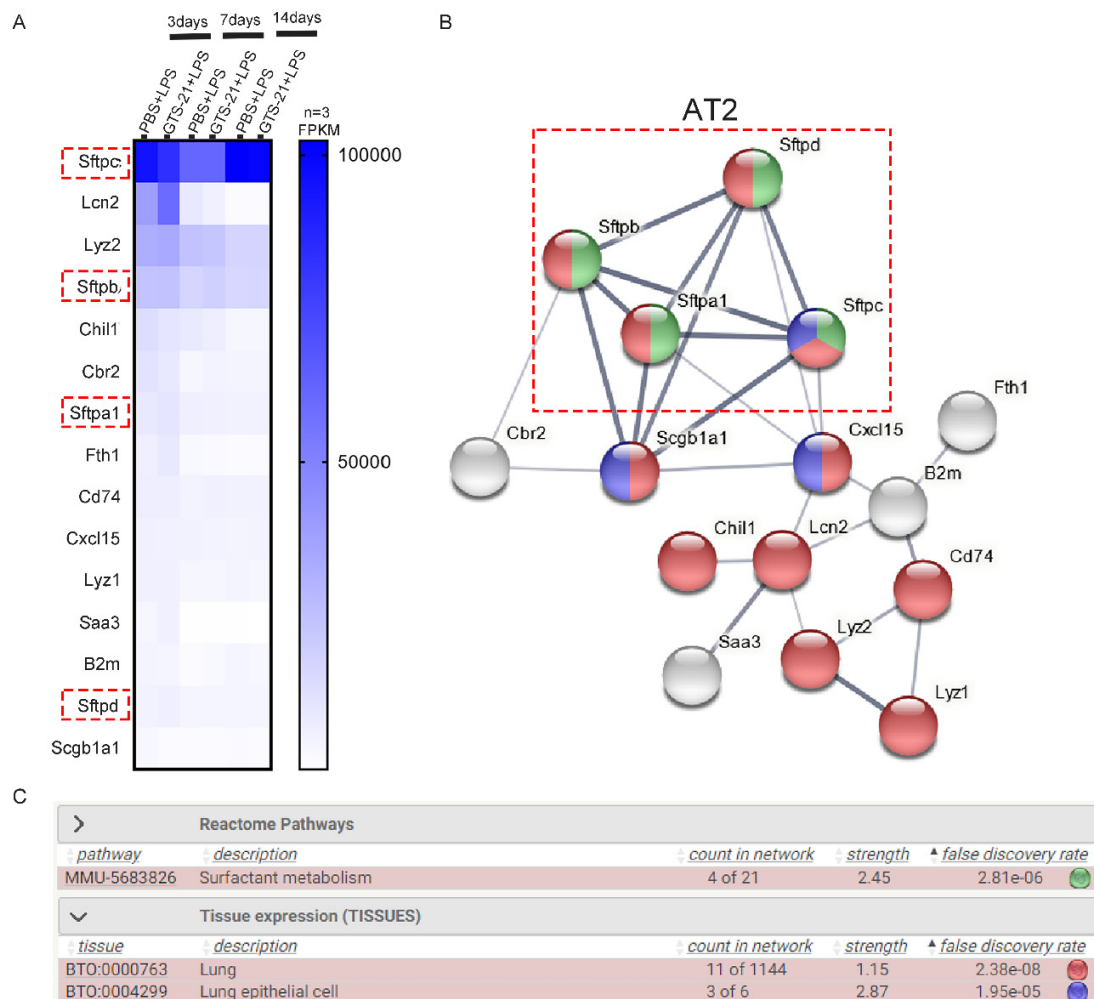 A
3days 7days 14days
PBS+LPS
GTS-21+LPS
PBS+LPS
GTS-21+LPS
PBS+LPS
GTS-21+LPS
n=3
FPKM
100000
50000
Sftpc
Lcn2
Lyz2
Sftpb
Chil1
Cbr2
Sftpa1
Fth1
Cd74
Cxcl15
Lyz1
Saa3
B2m
Sftpd
Scgb1a1
B
AT2
Sftpd
Sftpb
Sftpa1
Sftpc
Fth1
Cbr2
Scgb1a1
Cxcl15
B2m
Chil1
Lcn2
Cd74
Saa3
Lyz2
Lyz1
C
Reactome Pathways
pathway description count in network strength false discovery rate
MMU-5683826 Surfactant metabolism 4 of 21 2.45 2.81e-06
Tissue expression (TISSUES)
tissue description count in network strength false discovery rate
BTO:0000763 Lung 11 of 1144 1.15 2.38e-08
BTO:0004299 Lung epithelial cell 3 of 6 2.87 1.95e-05